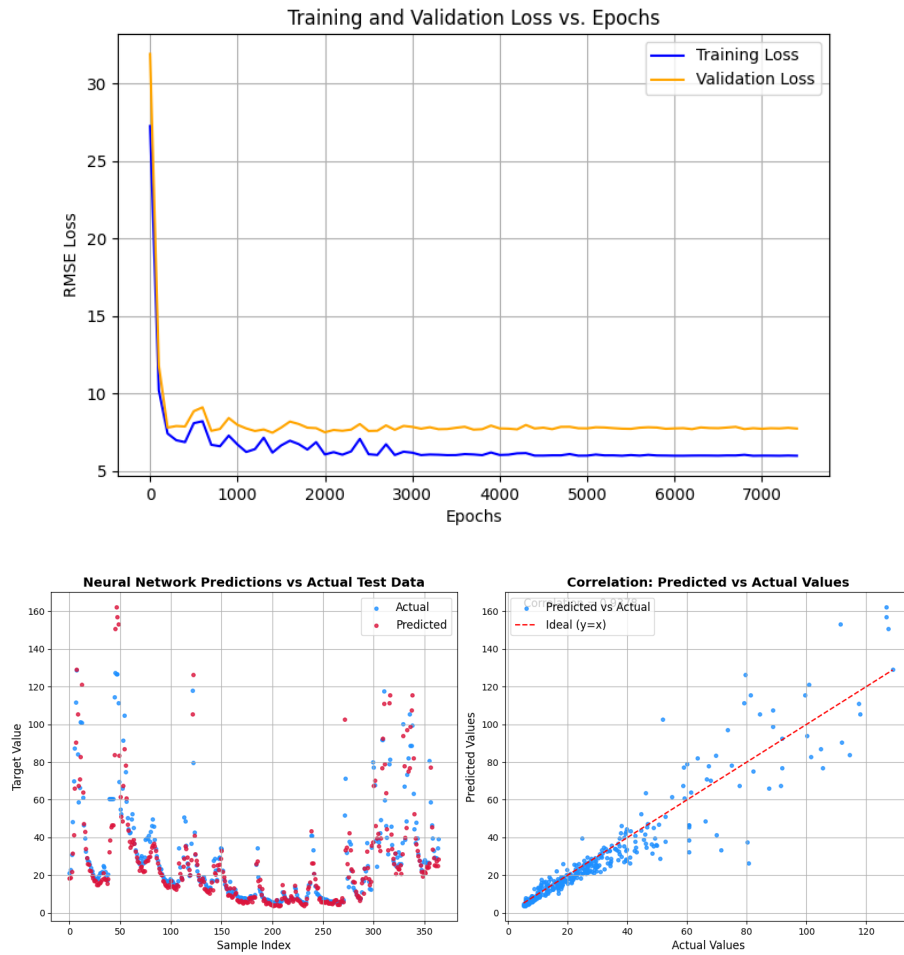 Training and Validation Loss vs. Epochs
Training Loss
Validation Loss
RMSE Loss
30
25
20
15
10
5
0 1000 2000 3000 4000 5000 6000 7000
Epochs
Neural Network Predictions vs Actual Test Data
Actual
Predicted
Target Value
160
140
120
100
80
60
40
20
0
0 50 100 150 200 250 300 350
Sample Index
Correlation: Predicted vs Actual Values
Predicted vs Actual
Ideal (y=x)
Predicted Values
160
140
120
100
80
60
40
20
0
0 20 40 60 80 100 120
Actual Values